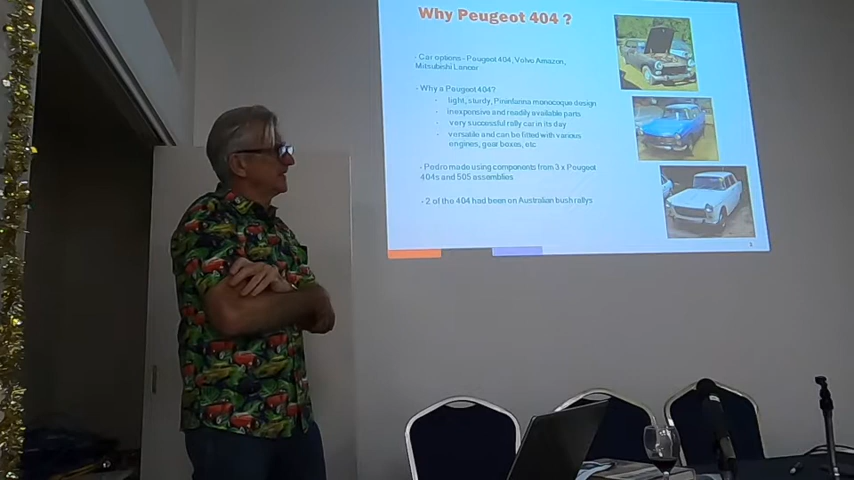 Why Peugeot 404 ?
- Car options - Peugeot 404, Volvo Amazon,
Mitsubishi Lancer
- Why a Peugeot 404?
- light, sturdy, Pininfarina monocoque design
- inexpensive and readily available parts
- very successful rally car in its day
- versatile and can be fitted with various
engines, gear boxes, etc
- Pedro made using components from 3 x Peugeot
404s and 505 assemblies
- 2 of the 404 had been on Australian bush rallys
1